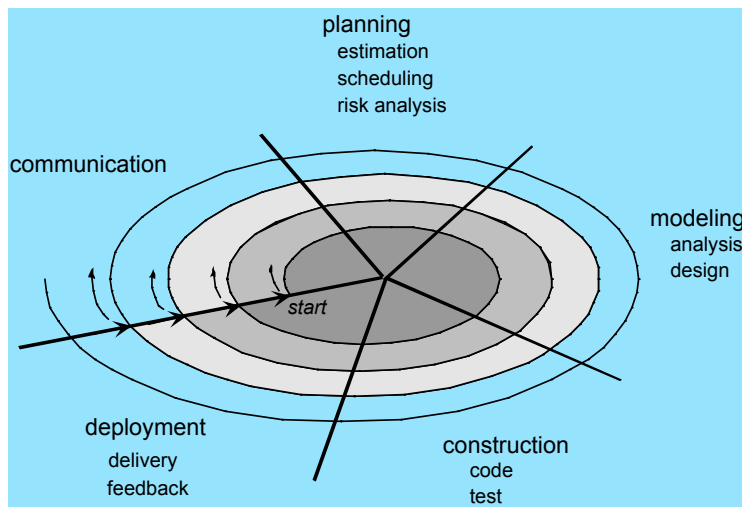 planning
estimation
scheduling
risk analysis
communication
modeling
analysis
design
start
deployment
delivery
feedback
construction
code
test